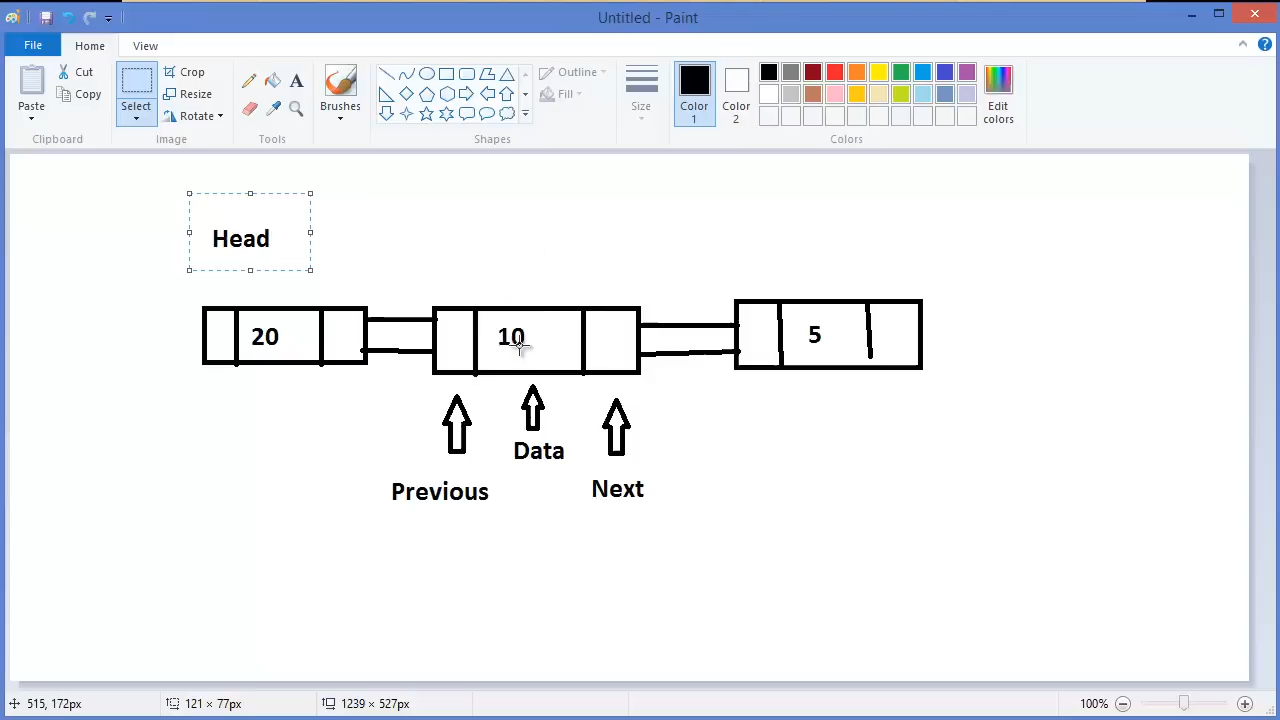 Untitled - Paint
File Home View
Cut
Copy
Paste
Clipboard
Select
Crop
Resize
Rotate
Image
A
Tools
Brushes
Outline
Fill
Shapes
Size
Color 1
Color 2
Edit colors
Colors
Head
20 10 5
Data
Previous Next
515, 172px 121 × 77px 1239 × 527px 100%